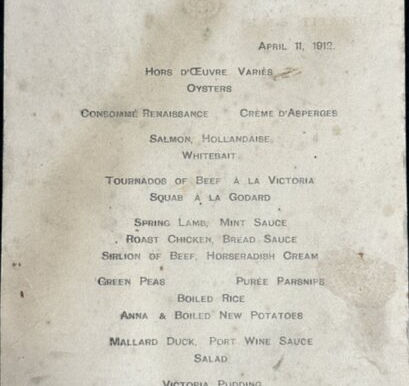 April 11, 1912.
Hors d'Œuvre Variés
Oysters
Consommé Renaissance Crème d'Asperges
Salmon, Hollandaise
Whitebait
Tournados of Beef à la Victoria
Squab à la Godard
Spring Lamb, Mint Sauce
Roast Chicken, Bread Sauce
Sirlion of Beef, Horseradish Cream
Green Peas Purée Parsnips
Boiled Rice
Anna & Boiled New Potatoes
Mallard Duck, Port Wine Sauce
Salad
Victoria Pudding